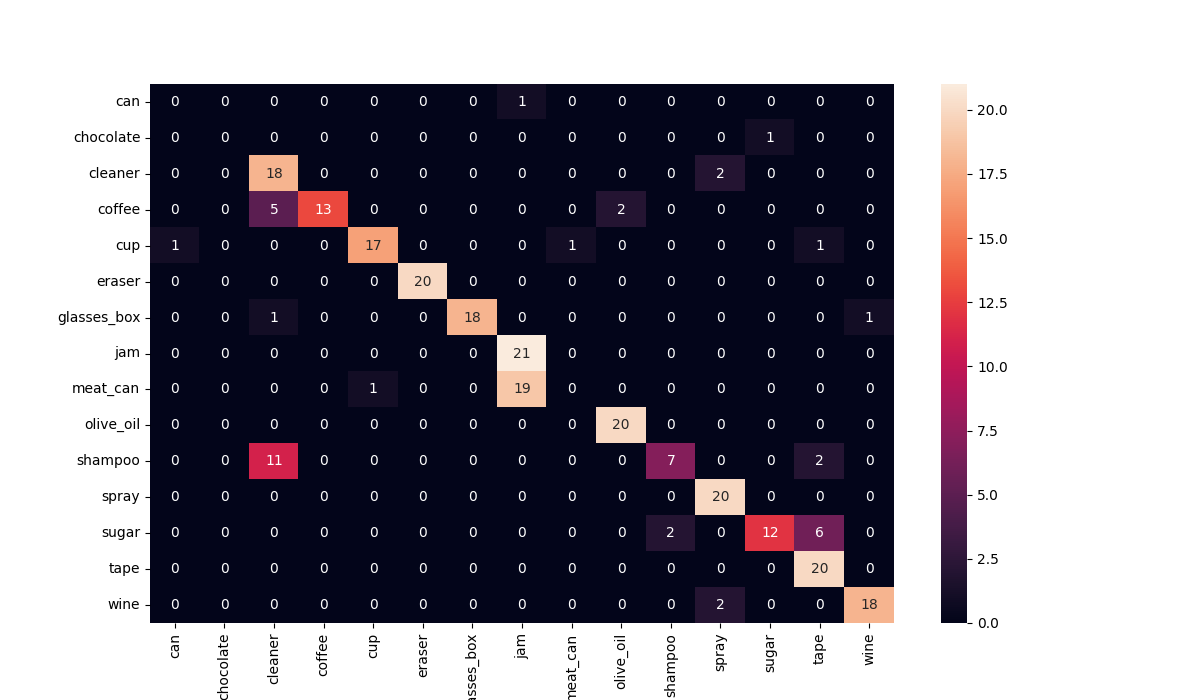 can 0 0 0 0 0 0 0 1 0 0 0 0 0 0 0
chocolate 0 0 0 0 0 0 0 0 0 0 0 0 1 0 0
cleaner 0 0 18 0 0 0 0 0 0 0 0 2 0 0 0
coffee 0 0 5 13 0 0 0 0 0 2 0 0 0 0 0
cup 1 0 0 0 17 0 0 0 1 0 0 0 0 1 0
eraser 0 0 0 0 0 20 0 0 0 0 0 0 0 0 0
glasses_box 0 0 1 0 0 0 18 0 0 0 0 0 0 0 1
jam 0 0 0 0 0 0 0 21 0 0 0 0 0 0 0
meat_can 0 0 0 0 1 0 0 19 0 0 0 0 0 0 0
olive_oil 0 0 0 0 0 0 0 0 0 20 0 0 0 0 0
shampoo 0 0 11 0 0 0 0 0 0 0 7 0 0 2 0
spray 0 0 0 0 0 0 0 0 0 0 0 20 0 0 0
sugar 0 0 0 0 0 0 0 0 0 0 2 0 12 6 0
tape 0 0 0 0 0 0 0 0 0 0 0 0 0 20 0
wine 0 0 0 0 0 0 0 0 0 0 0 2 0 0 18
can chocolate cleaner coffee cup eraser asses_box jam meat_can olive_oil shampoo spray sugar tape wine
20.0
17.5
15.0
12.5
10.0
7.5
5.0
2.5
0.0